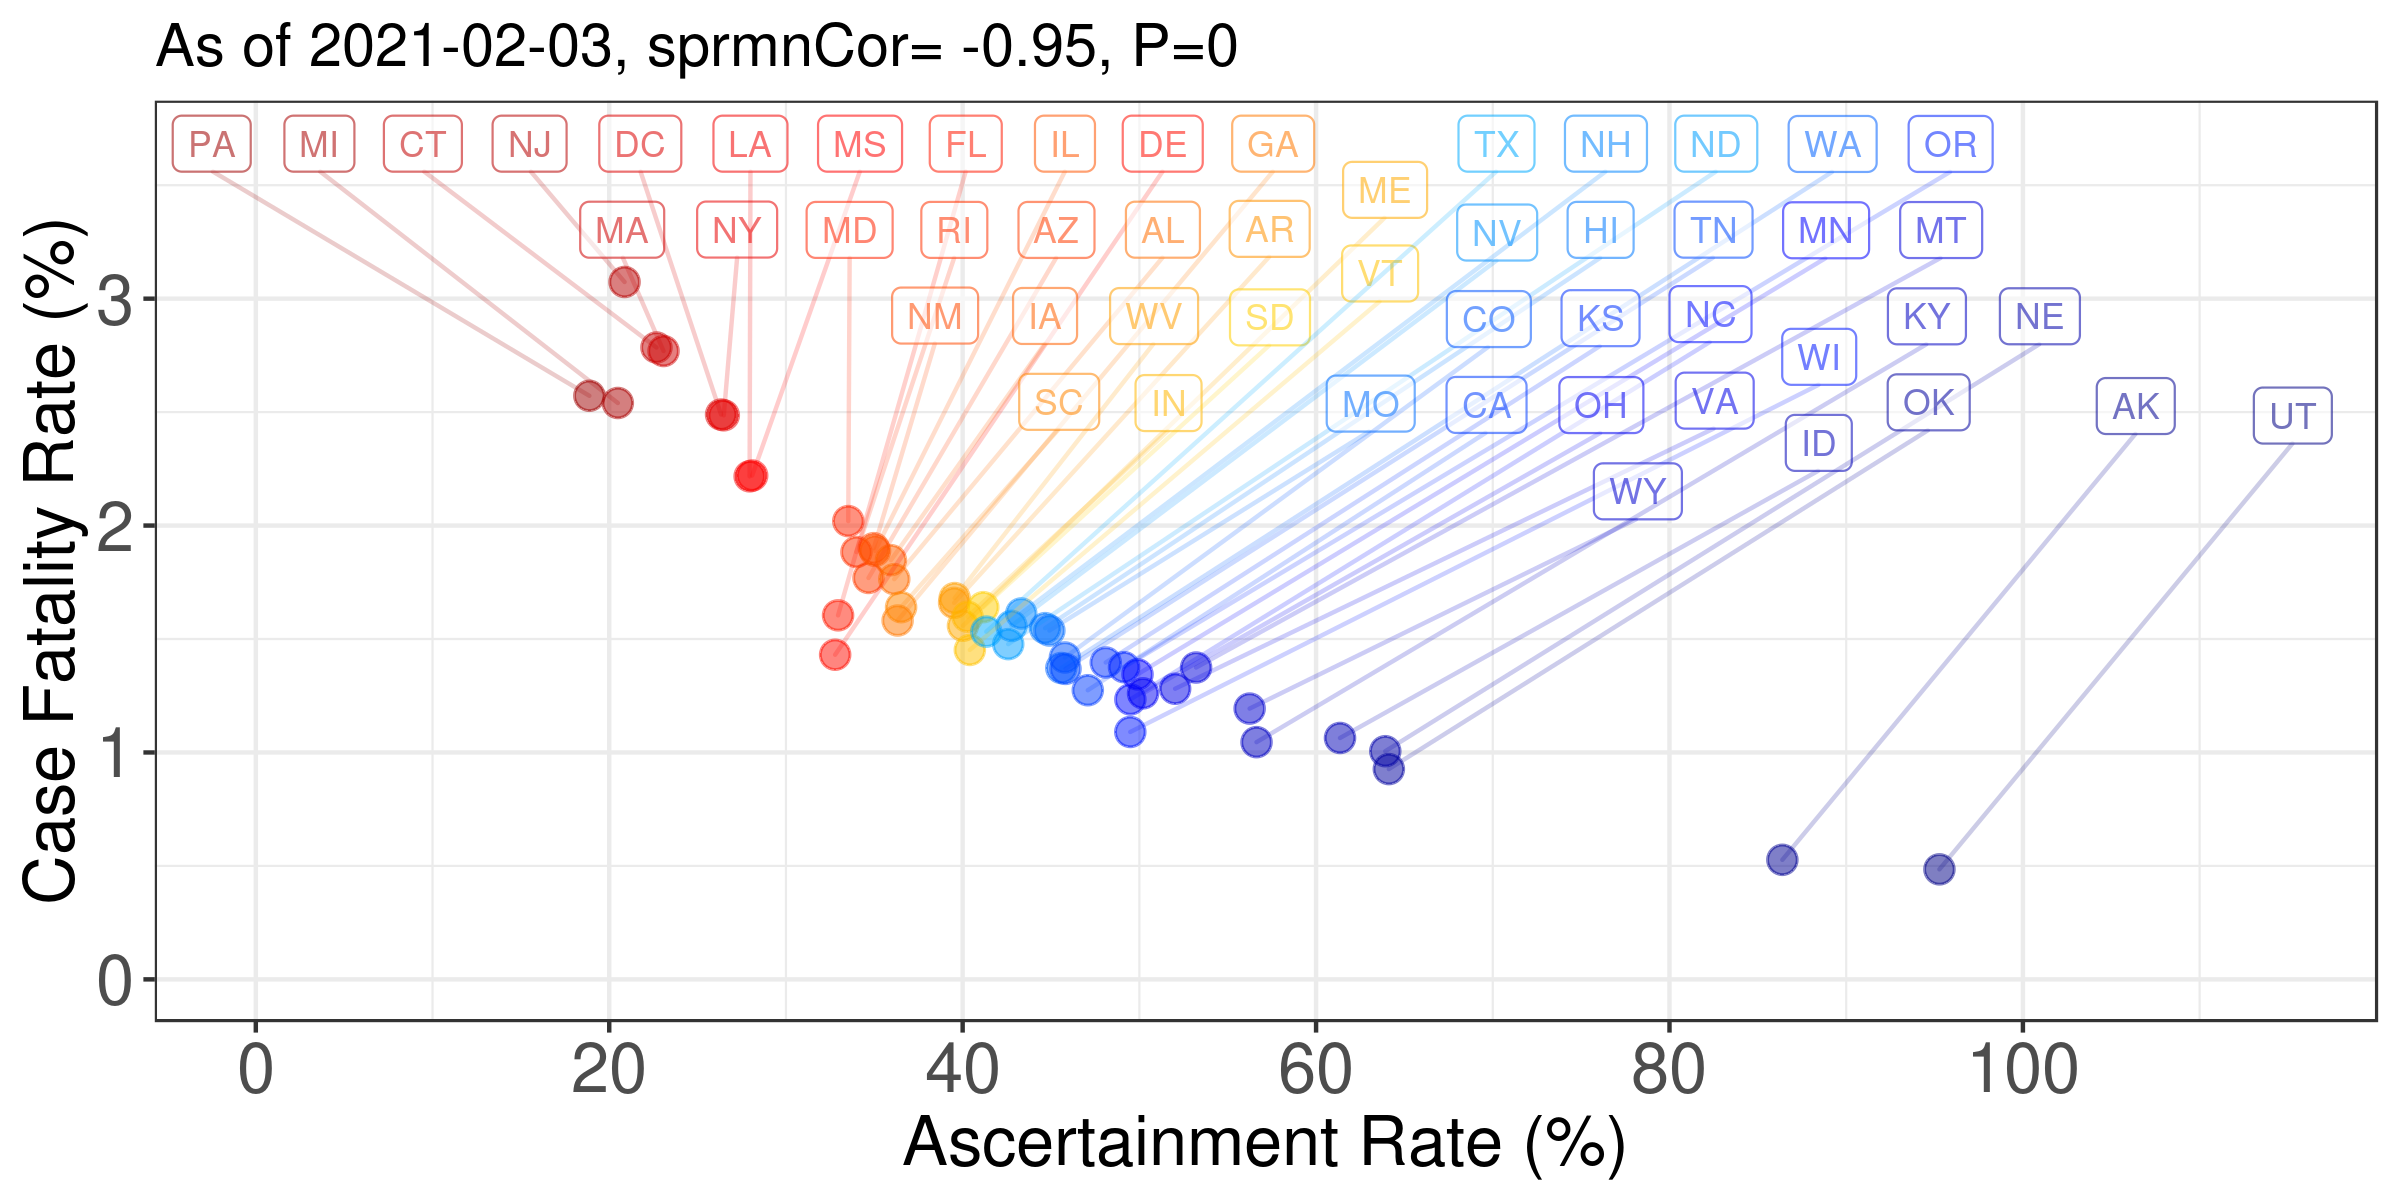 As of 2021-02-03, sprmnCor= -0.95, P=0
PA MI CT NJ DC LA MS FL IL DE GA TX NH ND WA OR
ME
MA NY MD RI AZ AL AR NV HI TN MN MT
VT
NM IA WV SD CO KS NC KY NE
WI
SC IN MO CA OH VA OK AK UT
ID
WY
Case Fatality Rate (%)
3
2
1
0
0 20 40 60 80 100
Ascertainment Rate (%)